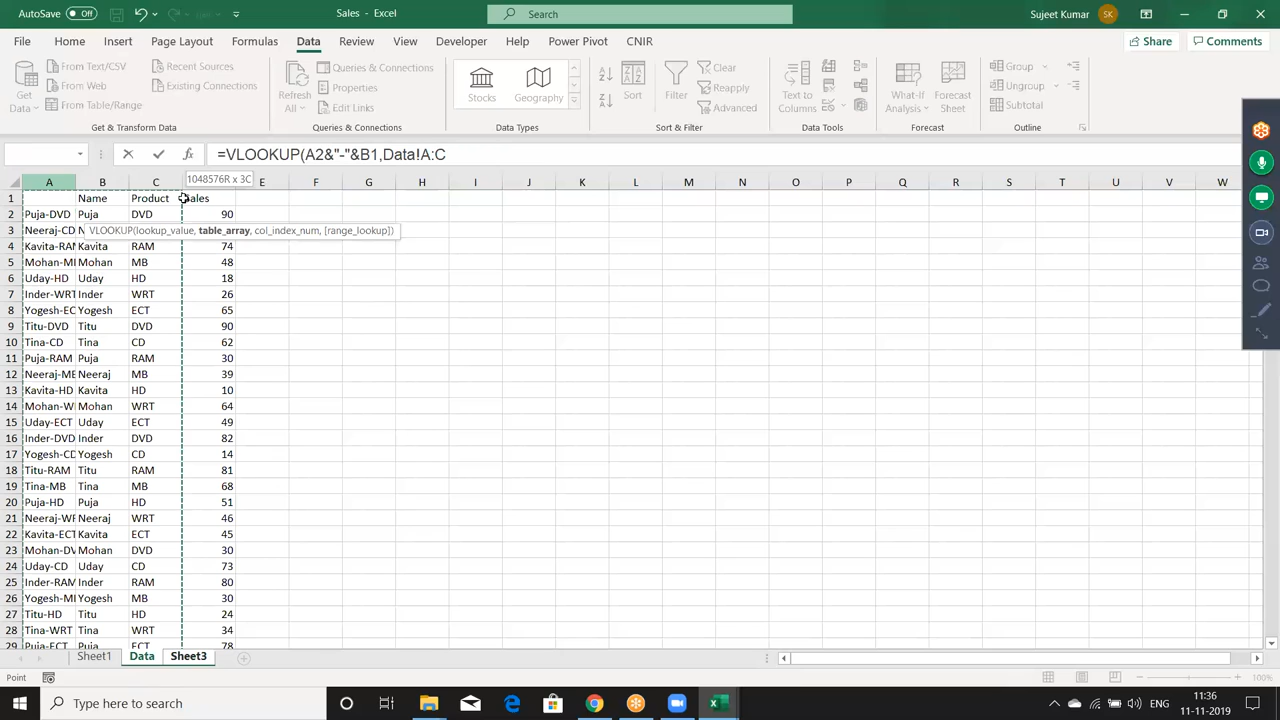 AutoSave Off Sales - Excel Search Sujeet Kumar SK
File Home Insert Page Layout Formulas Data Review View Developer Help Power Pivot CNIR Share Comments
Get Data From Text/CSV From Web From Table/Range Recent Sources Existing Connections
Refresh All Queries & Connections Properties Edit Links
Stocks Geography Sort Filter Clear Reapply Advanced
Text to Columns What-If Analysis Forecast Sheet Group Ungroup Subtotal
Get & Transform Data Queries & Connections Data Types Sort & Filter Data Tools Forecast Outline
=VLOOKUP(A2&"-"&B1,Data!A:C
1048576R x 3C
A B C E F G H I J K L M N O P Q R S T U V W
1 Name Product Sales
2 Puja-DVD Puja DVD 90
3 Neeraj-CD N
VLOOKUP(lookup_value, table_array, col_index_num, [range_lookup])
4 Kavita-RAM Kavita RAM 74
5 Mohan-MI Mohan MB 48
6 Uday-HD Uday HD 18
7 Inder-WRT Inder WRT 26
8 Yogesh-EC Yogesh ECT 65
9 Titu-DVD Titu DVD 90
10 Tina-CD Tina CD 62
11 Puja-RAM Puja RAM 30
12 Neeraj-ME Neeraj MB 39
13 Kavita-HD Kavita HD 10
14 Mohan-WI Mohan WRT 64
15 Uday-ECT Uday ECT 49
16 Inder-DVD Inder DVD 82
17 Yogesh-CD Yogesh CD 14
18 Titu-RAM Titu RAM 81
19 Tina-MB Tina MB 68
20 Puja-HD Puja HD 51
21 Neeraj-WF Neeraj WRT 46
22 Kavita-ECT Kavita ECT 45
23 Mohan-DV Mohan DVD 30
24 Uday-CD Uday CD 73
25 Inder-RAM Inder RAM 80
26 Yogesh-MI Yogesh MB 30
27 Titu-HD Titu HD 24
28 Tina-WRT Tina WRT 34
29 Puja-ECT Puja ECT 78
Sheet1 Data Sheet3
Point 100%
Type here to search
11:36
11-11-2019